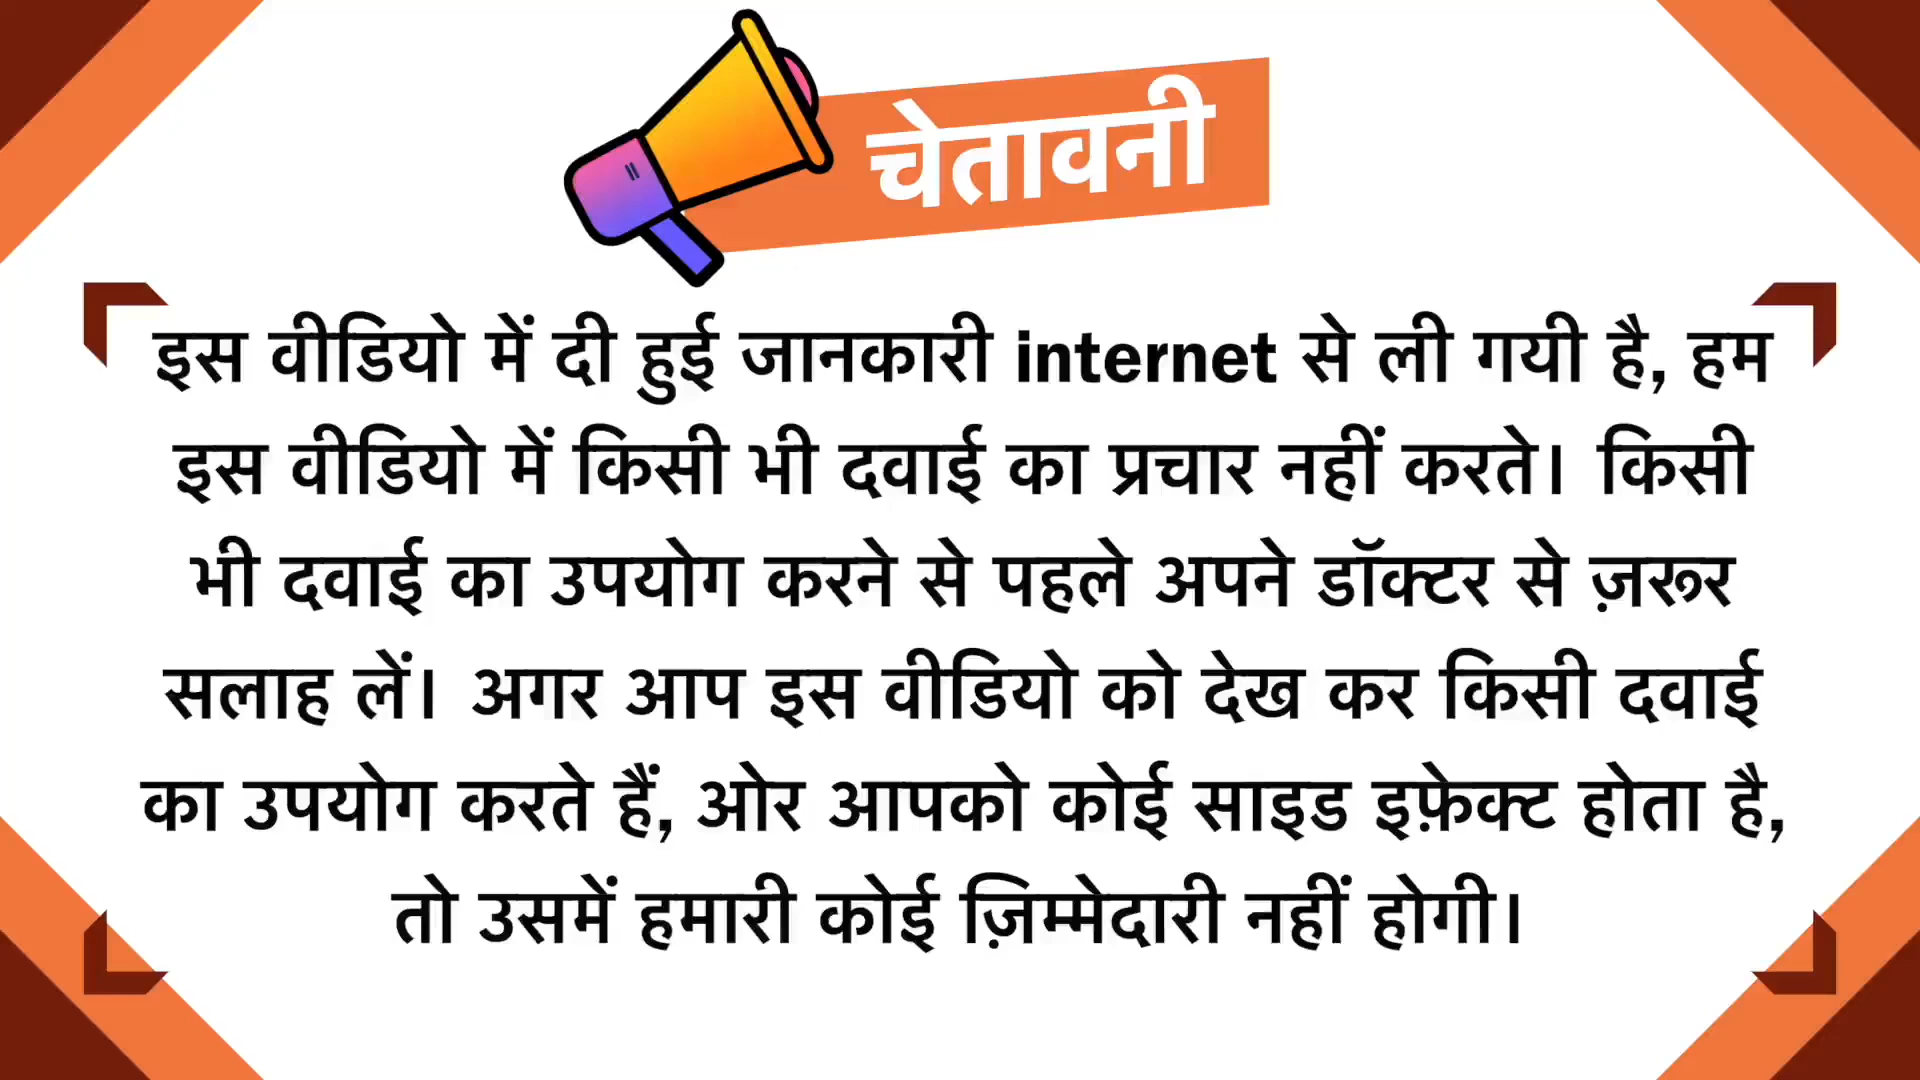 चेतावनी
इस वीडियो में दी हुई जानकारी internet से ली गयी है, हम
इस वीडियो में किसी भी दवाई का प्रचार नहीं करते। किसी
भी दवाई का उपयोग करने से पहले अपने डॉक्टर से ज़रूर
सलाह लें। अगर आप इस वीडियो को देख कर किसी दवाई
का उपयोग करते हैं, ओर आपको कोई साइड इफ़ेक्ट होता है,
तो उसमें हमारी कोई ज़िम्मेदारी नहीं होगी।